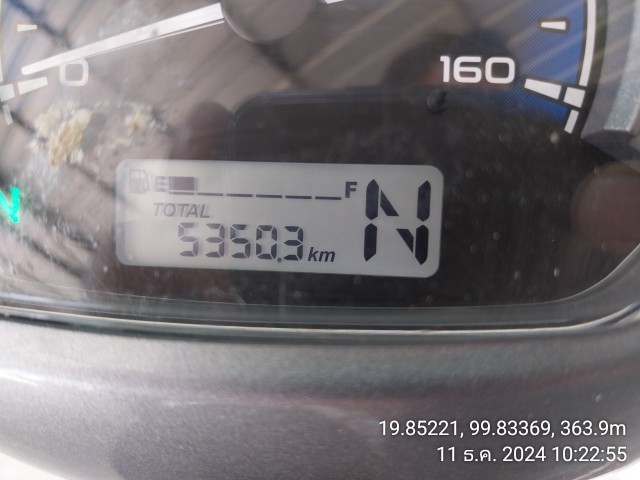 0 160
E F N
TOTAL
5350.3 km
N
19.85221, 99.83369, 363.9m
11 ธ.ค. 2024 10:22:55